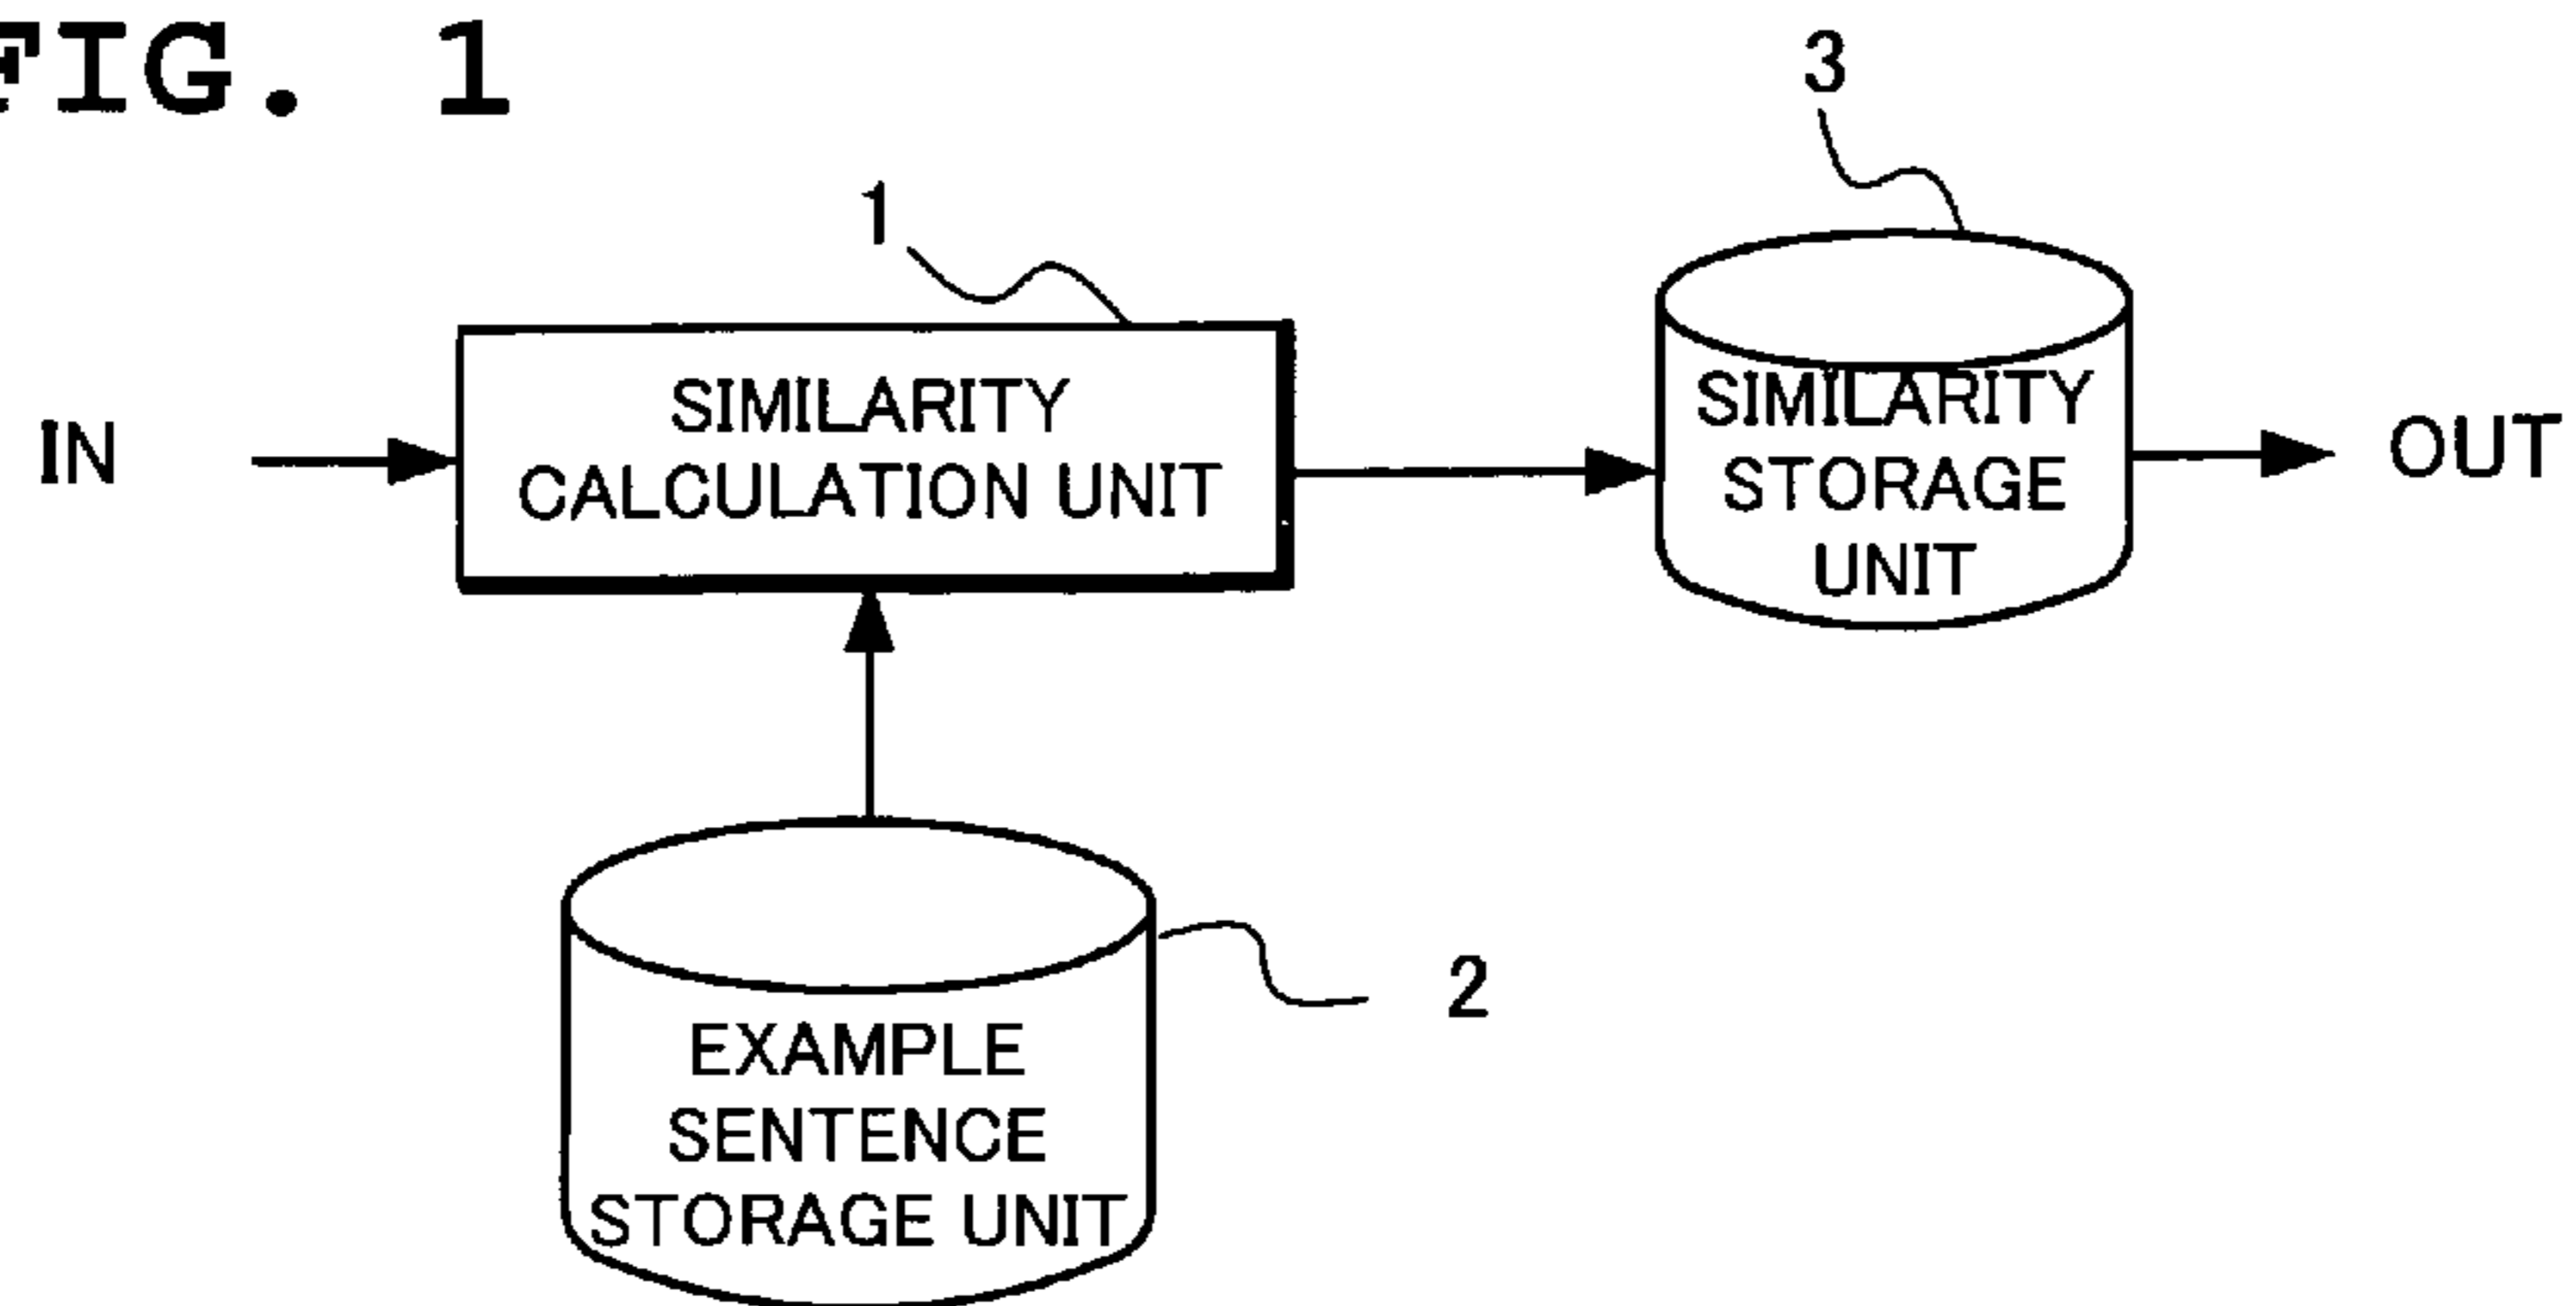 FIG. 1
3
1
IN
SIMILARITY
CALCULATION UNIT
SIMILARITY
STORAGE
UNIT
OUT
2
EXAMPLE
SENTENCE
STORAGE UNIT